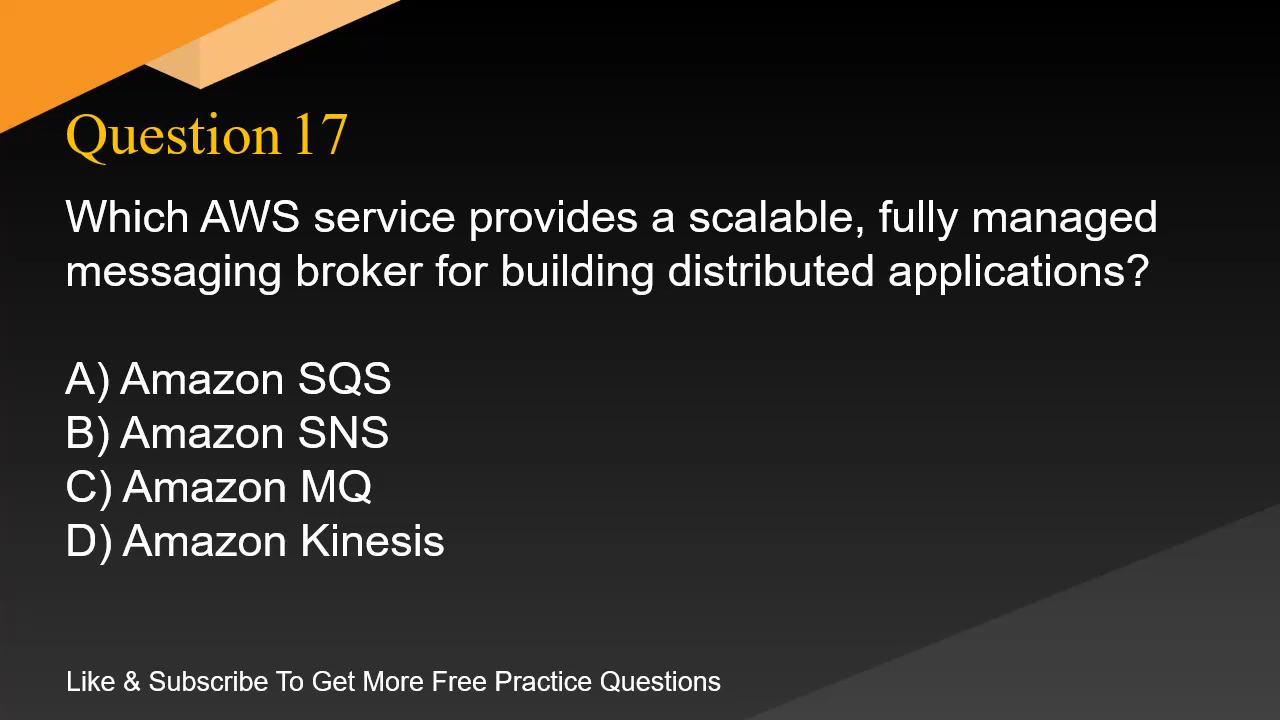 Question 17
Which AWS service provides a scalable, fully managed
messaging broker for building distributed applications?
A) Amazon SQS
B) Amazon SNS
C) Amazon MQ
D) Amazon Kinesis
Like & Subscribe To Get More Free Practice Questions